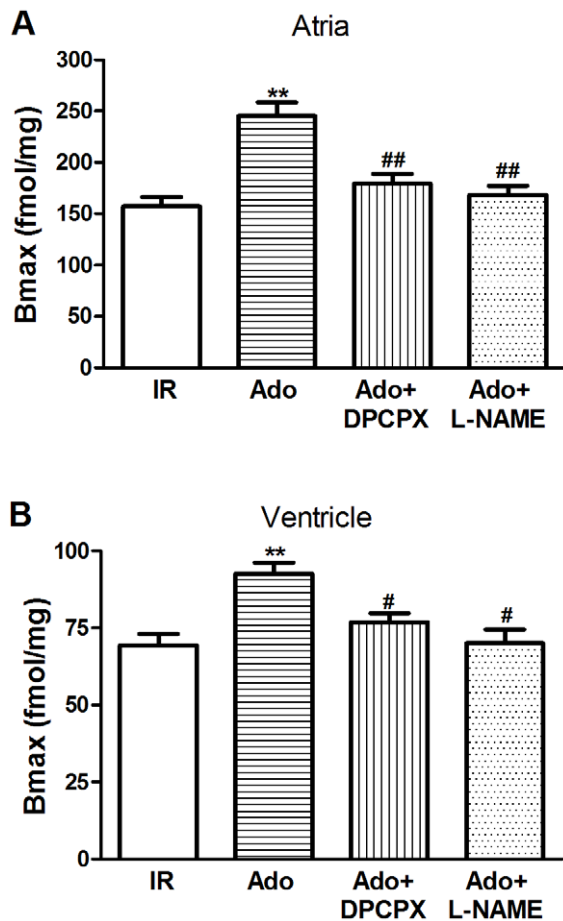 A
Atria
Bmax (fmol/mg)
300
250
200
150
100
50
0
**
##
##
IR
Ado
Ado+
DPCPX
Ado+
L-NAME
B
Ventricle
Bmax (fmol/mg)
100
75
50
25
0
**
#
#
IR
Ado
Ado+
DPCPX
Ado+
L-NAME